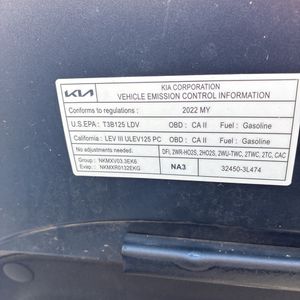 KIA KIA CORPORATION
VEHICLE EMISSION CONTROL INFORMATION
Conforms to regulations : 2022 MY
U.S.EPA : T3B125 LDV OBD : CA II Fuel : Gasoline
California : LEV III ULEV125 PC OBD : CA II Fuel : Gasoline
No adjustments needed. DFI, 2WR-HO2S, 2HO2S, 2WU-TWC, 2TWC, 2TC, CAC
Group : NKMXV03.3EK6
Evap. : NKMXR0132EKG NA3 32450-3L474